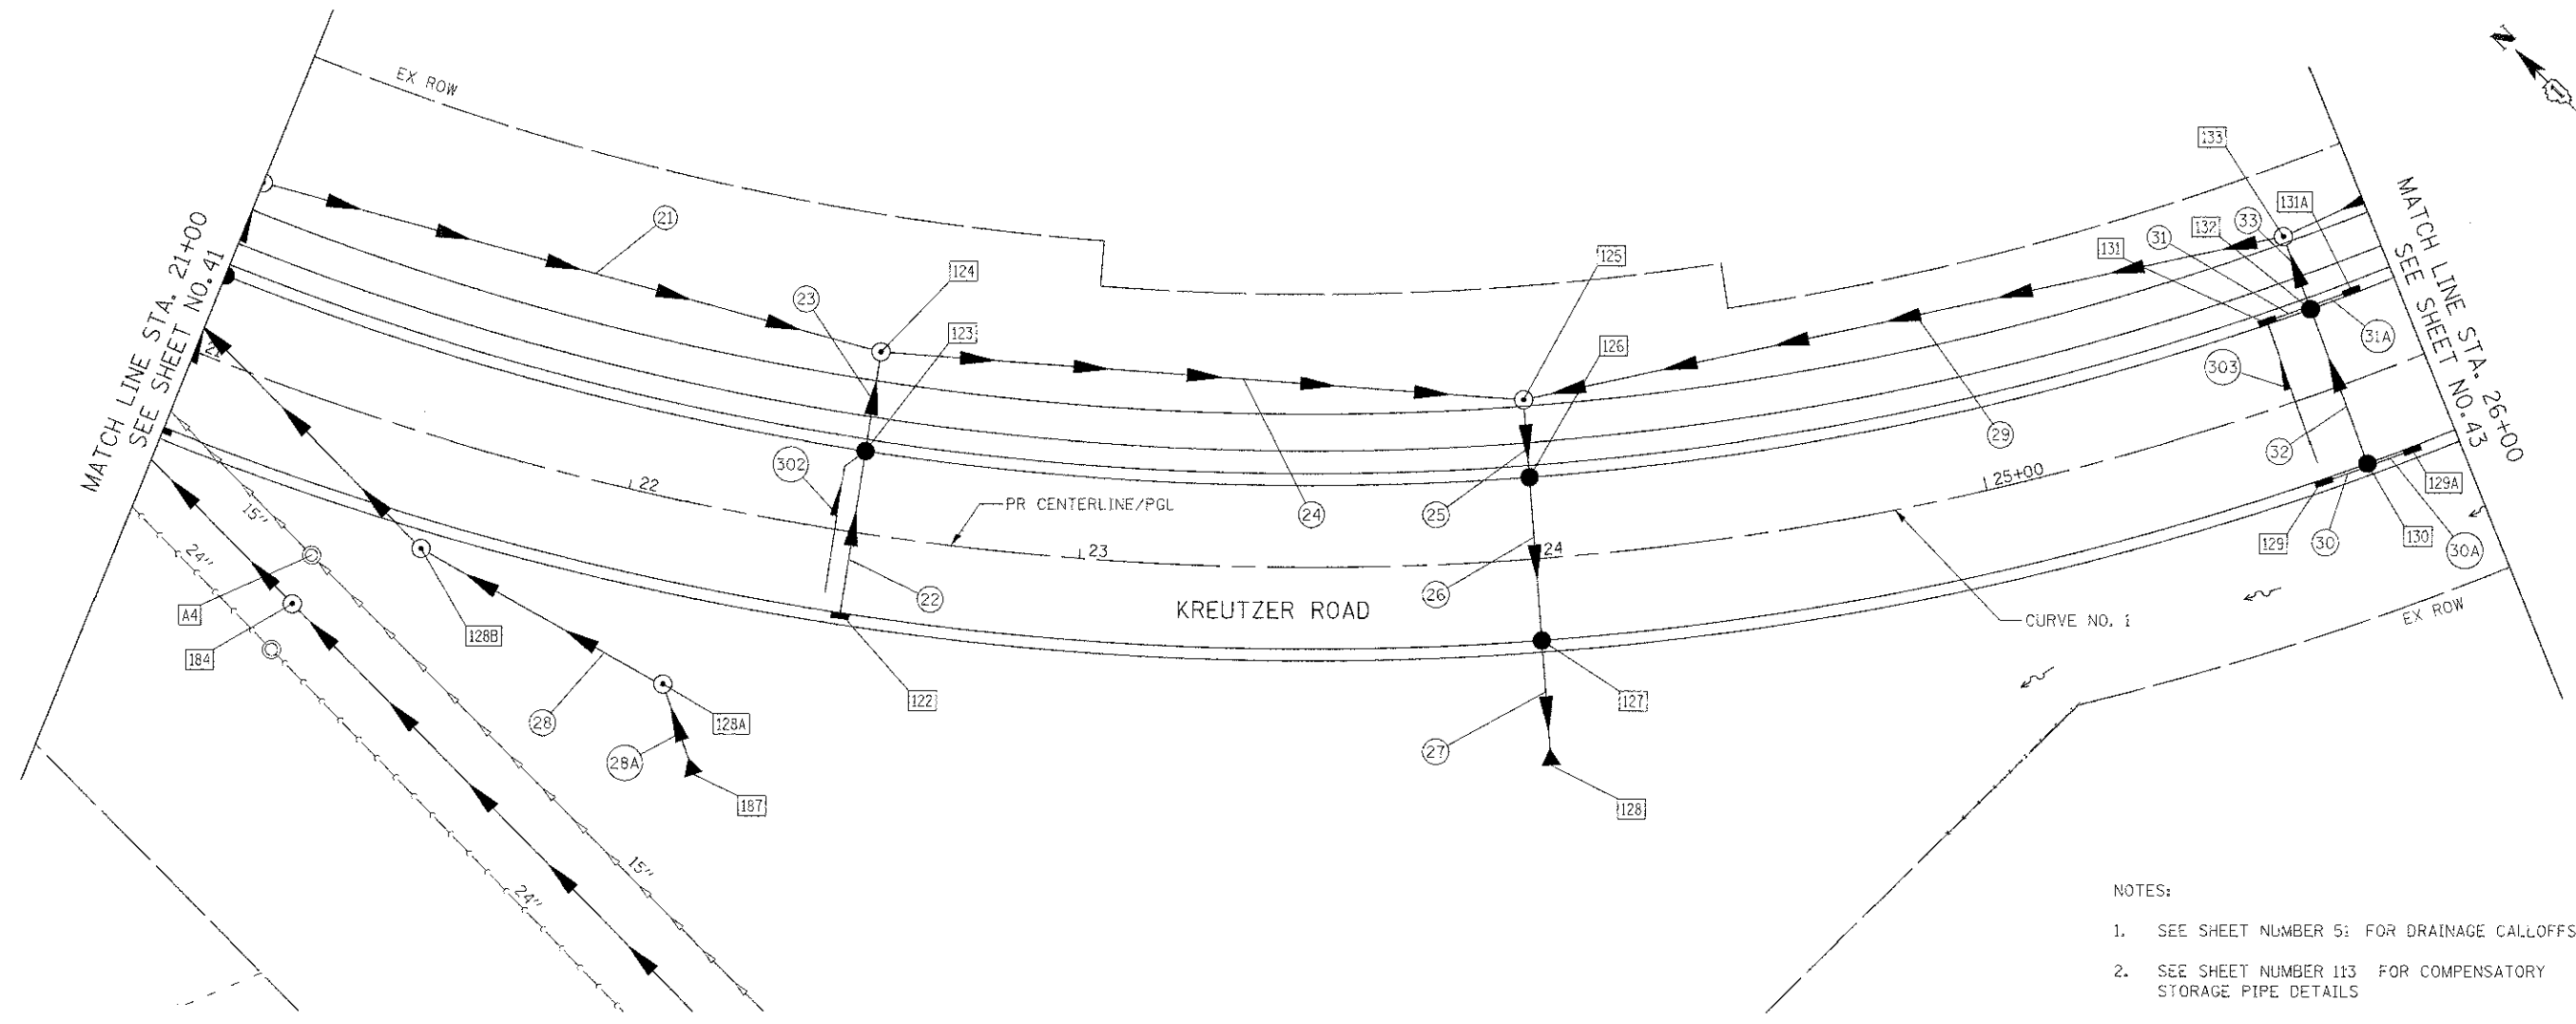 N
1
EX ROW
MATCH LINE STA. 21+00
SEE SHEET NO. 41
MATCH LINE STA. 26+00
SEE SHEET NO.43
133
131A
132
33
31
131
21
125
124
23
123
126
31A
303
29
32
302
22
PR CENTERLINE/PGL
24
25
25+00
129A
15"
24"
23
24
129
30
130
30A
A4
184
128B
22
26
KREUTZER ROAD
CURVE NO. 1
EX ROW
28
128A
122
127
28A
27
187
128
15"
24"
NOTES:
1. SEE SHEET NUMBER 51 FOR DRAINAGE CALLOFFS
2. SEE SHEET NUMBER 113 FOR COMPENSATORY
STORAGE PIPE DETAILS